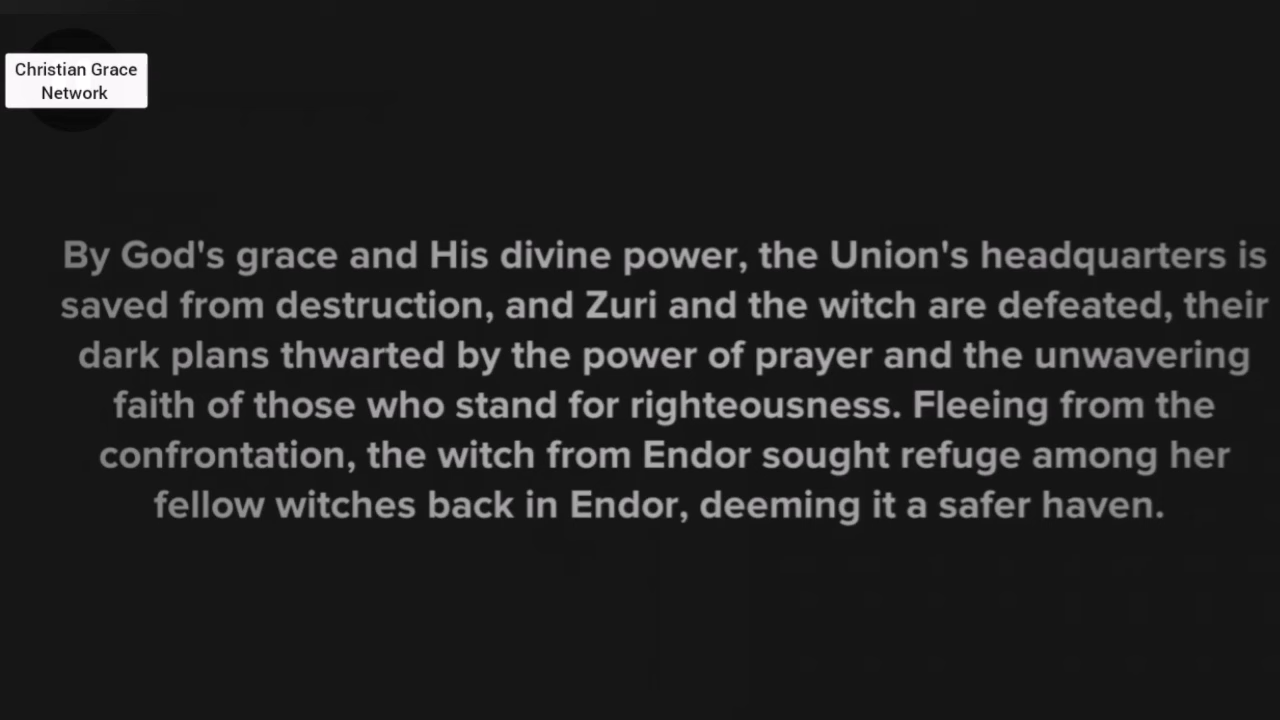 Christian Grace
Network
By God's grace and His divine power, the Union's headquarters is
saved from destruction, and Zuri and the witch are defeated, their
dark plans thwarted by the power of prayer and the unwavering
faith of those who stand for righteousness. Fleeing from the
confrontation, the witch from Endor sought refuge among her
fellow witches back in Endor, deeming it a safer haven.